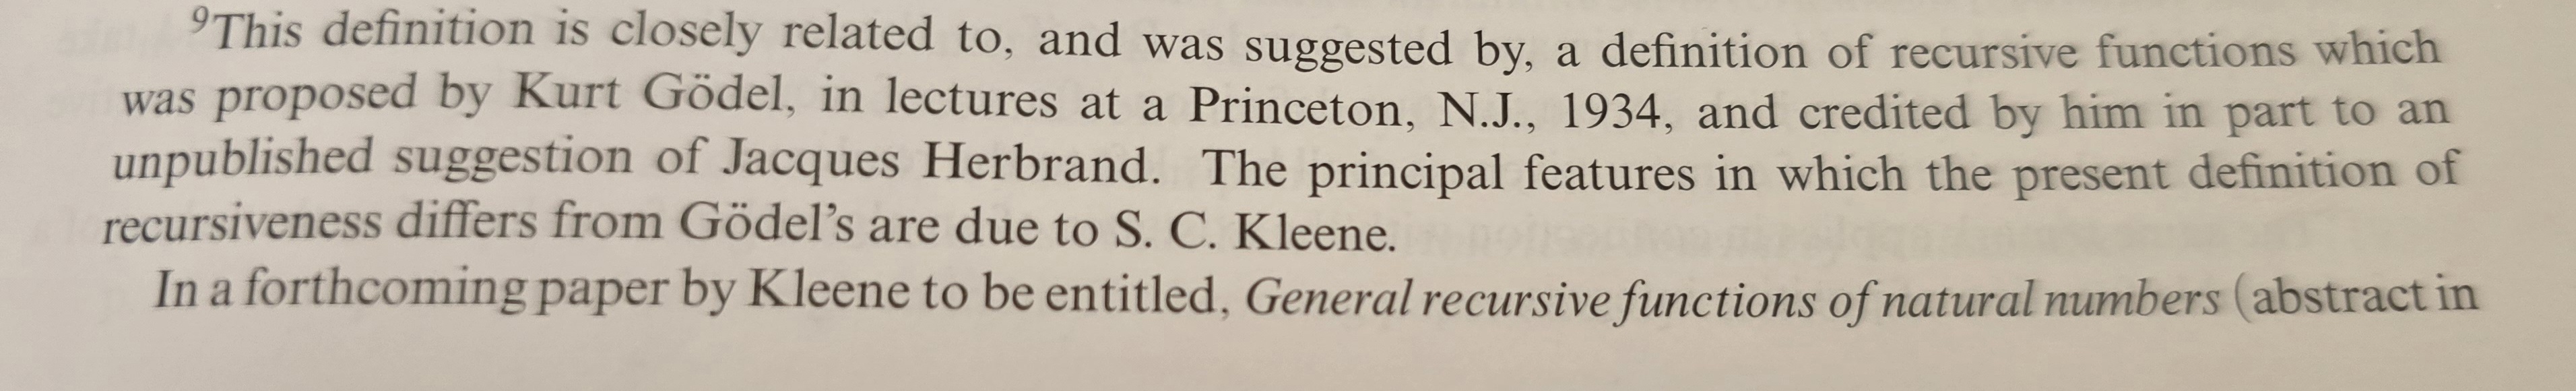 ⁹This definition is closely related to, and was suggested by, a definition of recursive functions which
was proposed by Kurt Gödel, in lectures at a Princeton, N.J., 1934, and credited by him in part to an
unpublished suggestion of Jacques Herbrand. The principal features in which the present definition of
recursiveness differs from Gödel’s are due to S. C. Kleene.
In a forthcoming paper by Kleene to be entitled, General recursive functions of natural numbers (abstract in